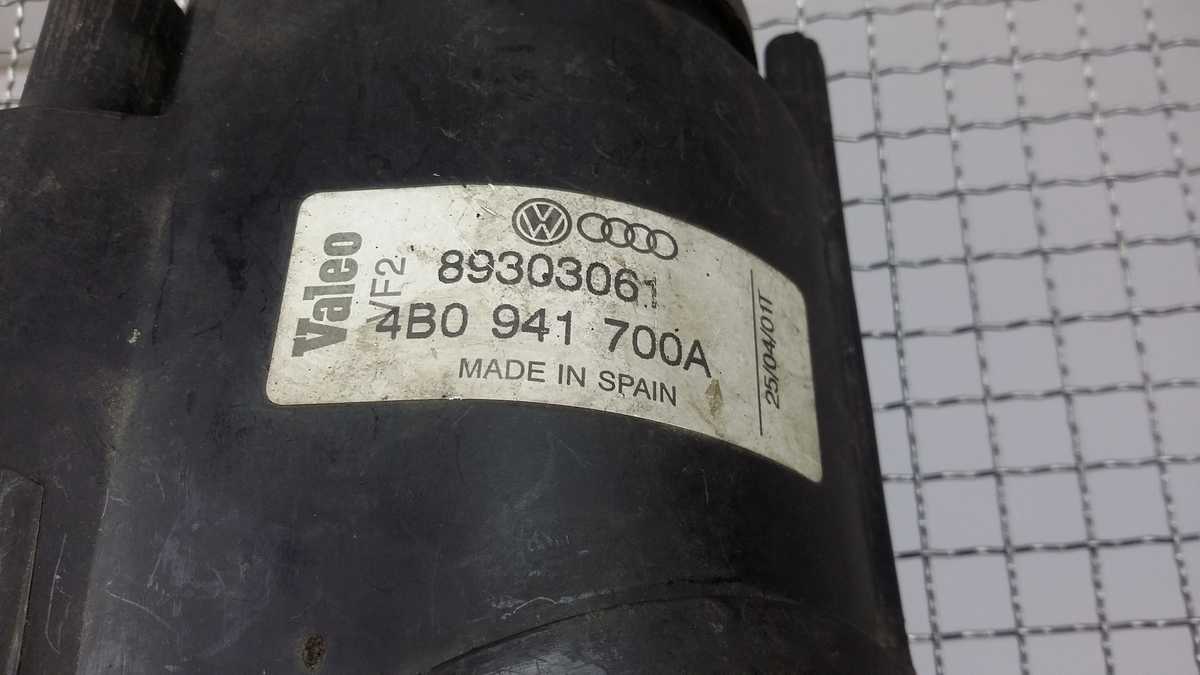 Valeo
VF2
89303061
4B0 941 700A
MADE IN SPAIN
25/04/01T